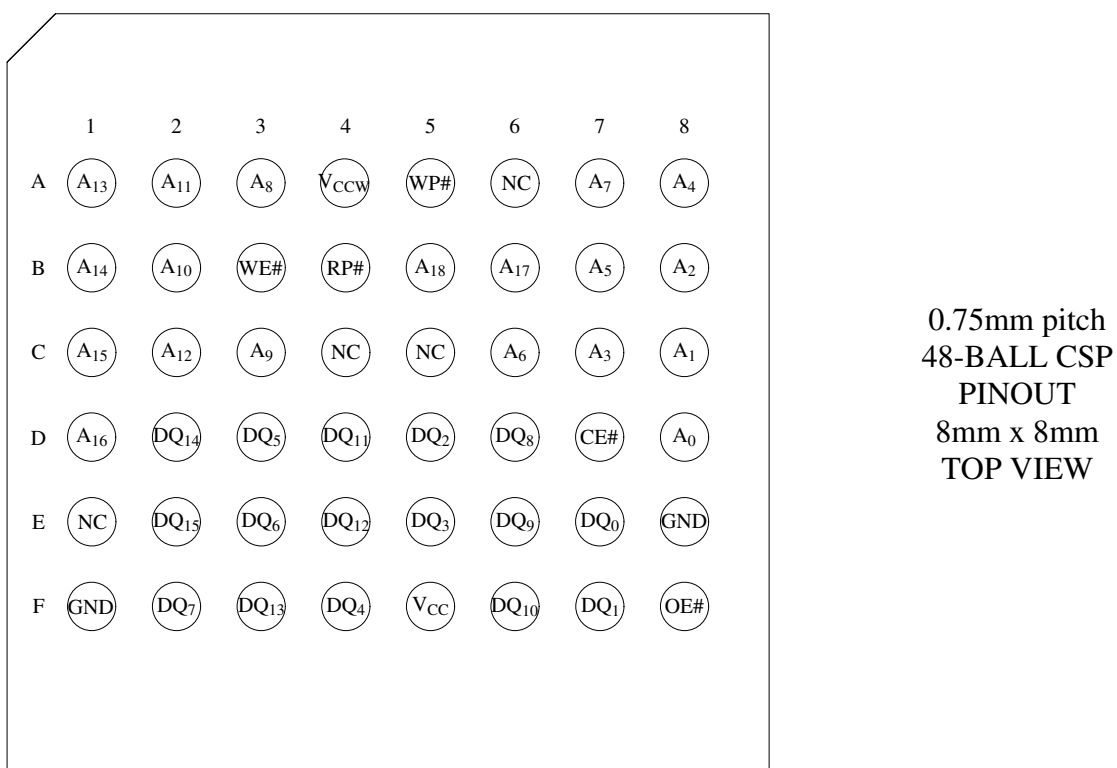 1 2 3 4 5 6 7 8
A A13 A11 A8 VCCW WP# NC A7 A4
B A14 A10 WE# RP# A18 A17 A5 A2
C A15 A12 A9 NC NC A6 A3 A1
D A16 DQ14 DQ5 DQ11 DQ2 DQ8 CE# A0
E NC DQ15 DQ6 DQ12 DQ3 DQ9 DQ0 GND
F GND DQ7 DQ13 DQ4 VCC DQ10 DQ1 OE#
0.75mm pitch
48-BALL CSP
PINOUT
8mm x 8mm
TOP VIEW